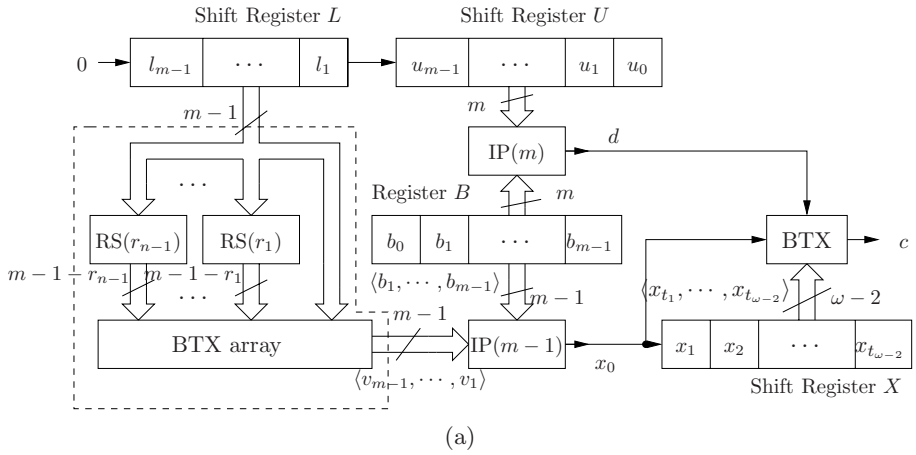 Shift Register L
Shift Register U
0
l_{m−1} ⋯ l_1
u_{m−1} ⋯ u_1 u_0
m − 1
m
IP(m)
d
⋯
Register B
m
RS(r_{n−1})
RS(r_1)
b_0 b_1 ⋯ b_{m−1}
BTX
c
m − 1 − r_{n−1}
m − 1 − r_1
⟨b_1, ⋯ , b_{m−1}⟩
m − 1
⟨x_{t_1}, ⋯ , x_{t_{ω−2}}⟩
ω − 2
⋯
m − 1
BTX array
IP(m − 1)
x_0
x_1 x_2 ⋯ x_{t_{ω−2}}
⟨v_{m−1}, ⋯ , v_1⟩
Shift Register X
(a)